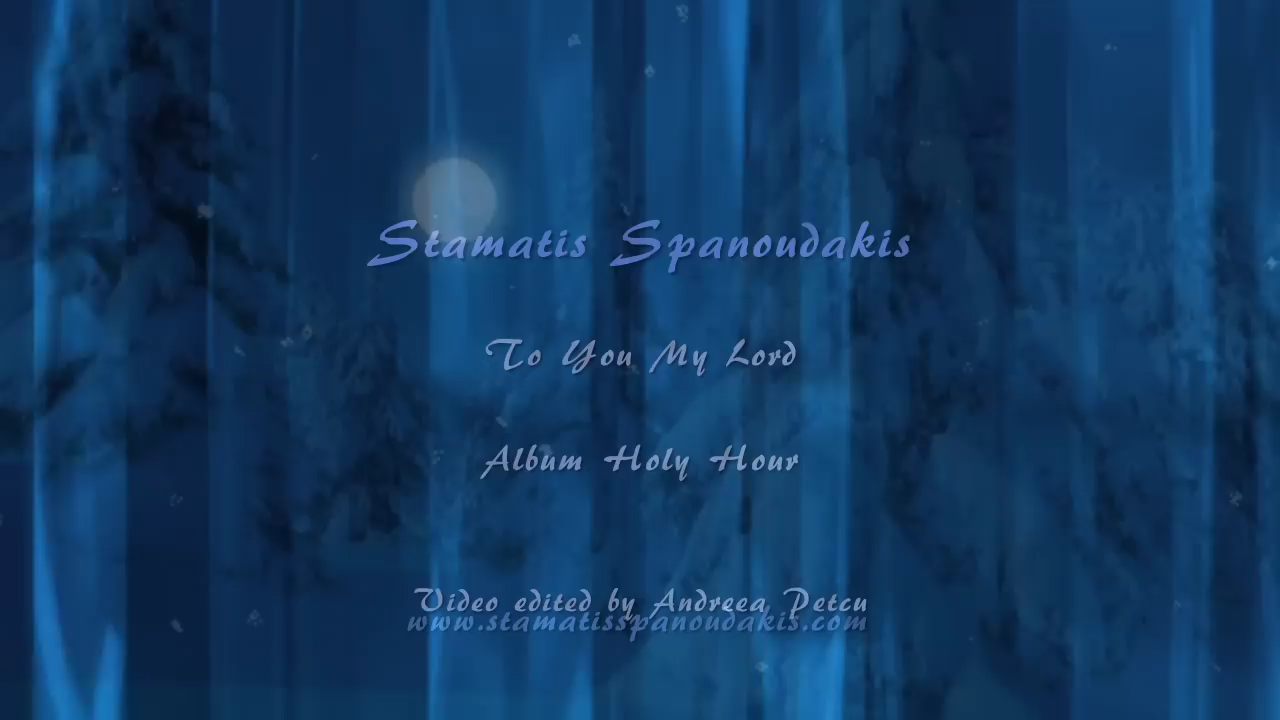 Stamatis Spanoudakis
To You My Lord
Album Holy Hour
Video edited by Andreea Petcu
www.stamatisspanoudakis.com